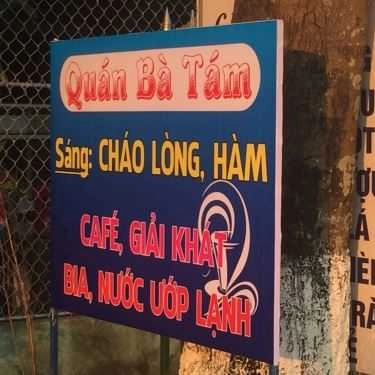 Quán Bà Tám
Sáng: CHÁO LÒNG, HÀM
CAFÉ, GIẢI KHÁT
BIA, NƯỚC ƯỚP LẠNH